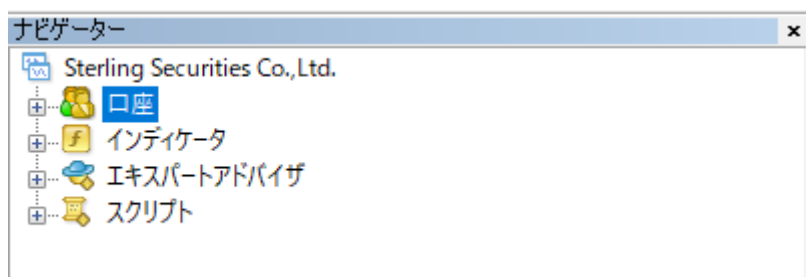 ナビゲーター
Sterling Securities Co.,Ltd.
口座
インディケータ
エキスパートアドバイザ
スクリプト